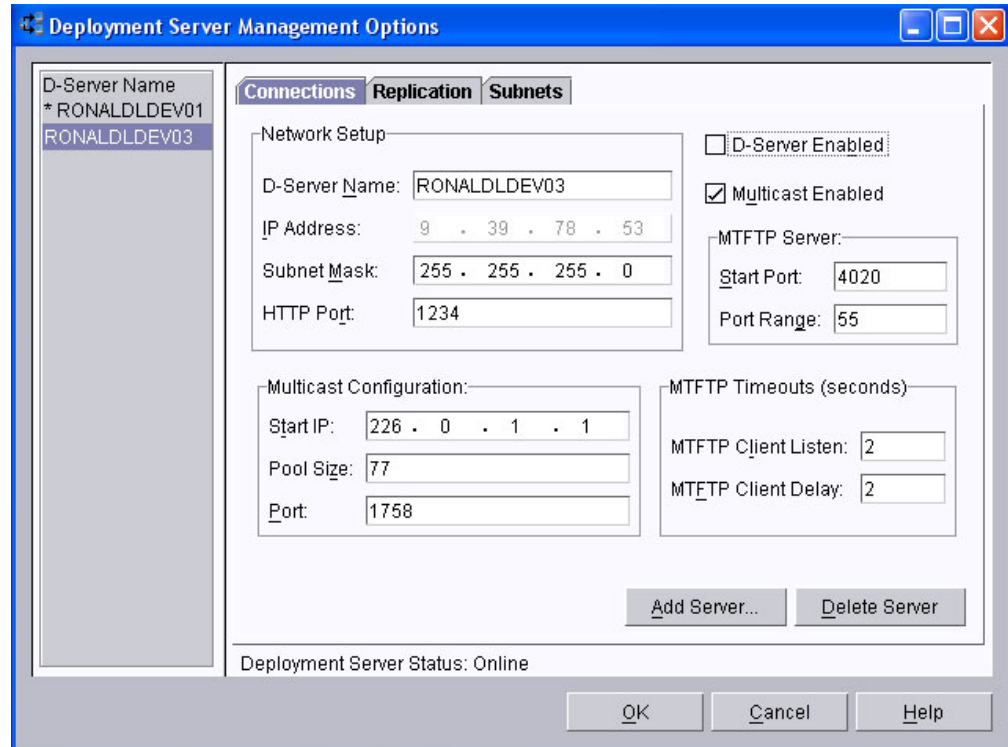 Deployment Server Management Options
D-Server Name
* RONALDLDEV01
RONALDLDEV03
Connections Replication Subnets
Network Setup
D-Server Name: RONALDLDEV03
IP Address: 9 . 39 . 78 . 53
Subnet Mask: 255 . 255 . 255 . 0
HTTP Port: 1234
D-Server Enabled
Multicast Enabled
MTFTP Server:
Start Port: 4020
Port Range: 55
Multicast Configuration:
Start IP: 226 . 0 . 1 . 1
Pool Size: 77
Port: 1758
MTFTP Timeouts (seconds)
MTFTP Client Listen: 2
MTFTP Client Delay: 2
Add Server... Delete Server
Deployment Server Status: Online
OK Cancel Help